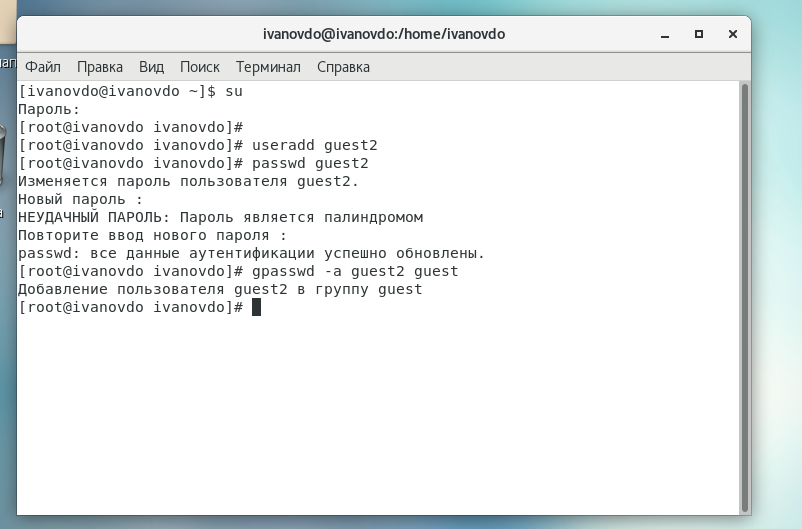 ivanovdo@ivanovdo:/home/ivanovdo
Файл Правка Вид Поиск Терминал Справка
[ivanovdo@ivanovdo ~]$ su
Пароль:
[root@ivanovdo ivanovdo]#
[root@ivanovdo ivanovdo]# useradd guest2
[root@ivanovdo ivanovdo]# passwd guest2
Изменяется пароль пользователя guest2.
Новый пароль :
НЕУДАЧНЫЙ ПАРОЛЬ: Пароль является палиндромом
Повторите ввод нового пароля :
passwd: все данные аутентификации успешно обновлены.
[root@ivanovdo ivanovdo]# gpasswd -a guest2 guest
Добавление пользователя guest2 в группу guest
[root@ivanovdo ivanovdo]#